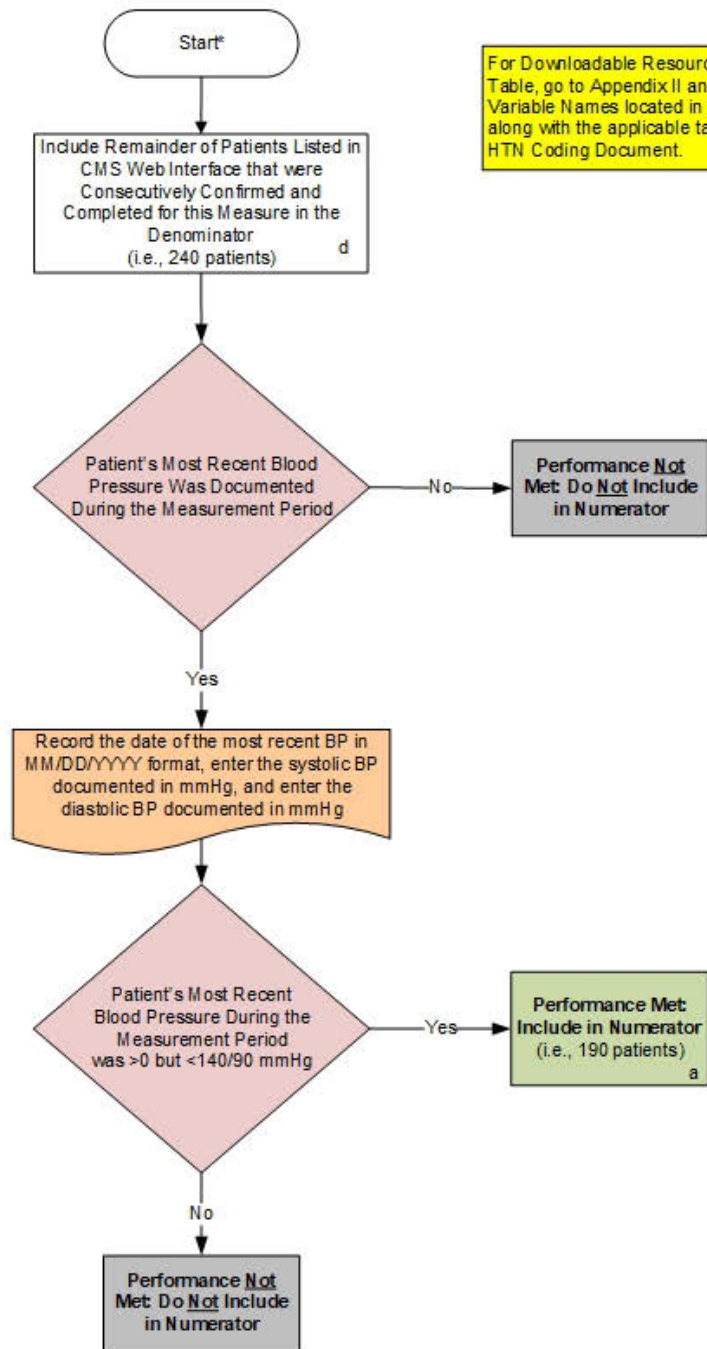 Start*
For Downloadable Resour
Table, go to Appendix II an
Variable Names located in
along with the applicable ta
HTN Coding Document.
Include Remainder of Patients Listed in
CMS Web Interface that were
Consecutively Confirmed and
Completed for this Measure in the
Denominator
(i.e., 240 patients)
d
Patient's Most Recent Blood
Pressure Was Documented
During the Measurement Period
No
Performance Not
Met: Do Not Include
in Numerator
Yes
Record the date of the most recent BP in
MM/DD/YYYY format, enter the systolic BP
documented in mmHg, and enter the
diastolic BP documented in mmHg
Patient's Most Recent
Blood Pressure During the
Measurement Period
was >0 but <140/90 mmHg
Yes
Performance Met:
Include in Numerator
(i.e., 190 patients)
a
No
Performance Not
Met: Do Not Include
in Numerator